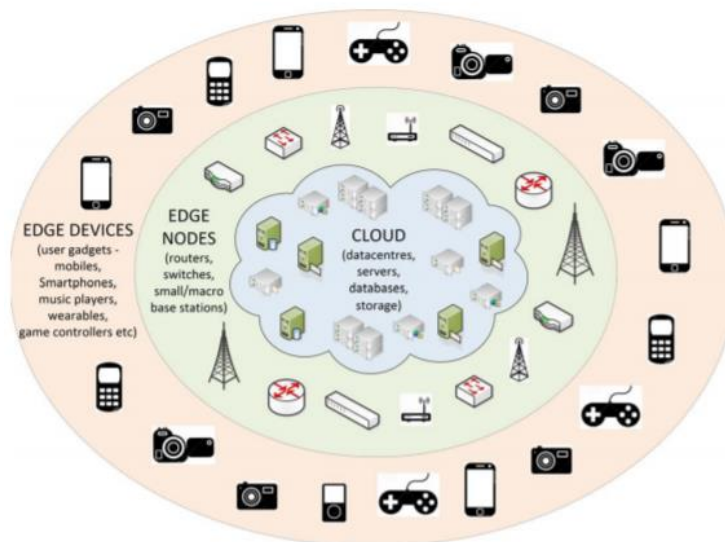 EDGE DEVICES
(user gadgets -
mobiles,
Smartphones,
music players,
wearables,
game controllers etc)
EDGE
NODES
(routers,
switches,
small/macro
base stations)
CLOUD
(datacentres,
servers,
databases,
storage)